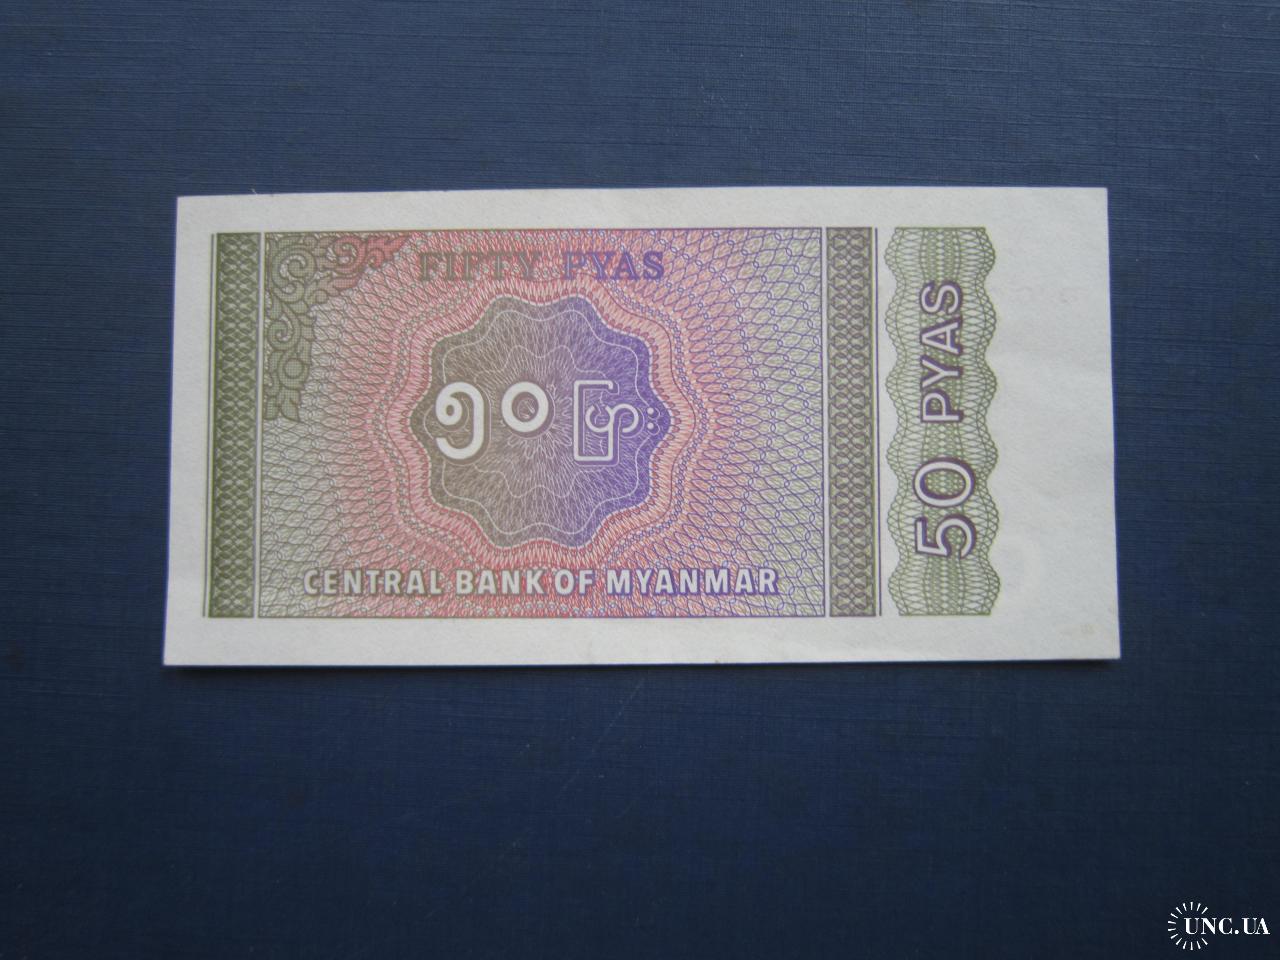 FIFTY PYAS
၅၀ ပြား
CENTRAL BANK OF MYANMAR
50 PYAS
UNC.UA